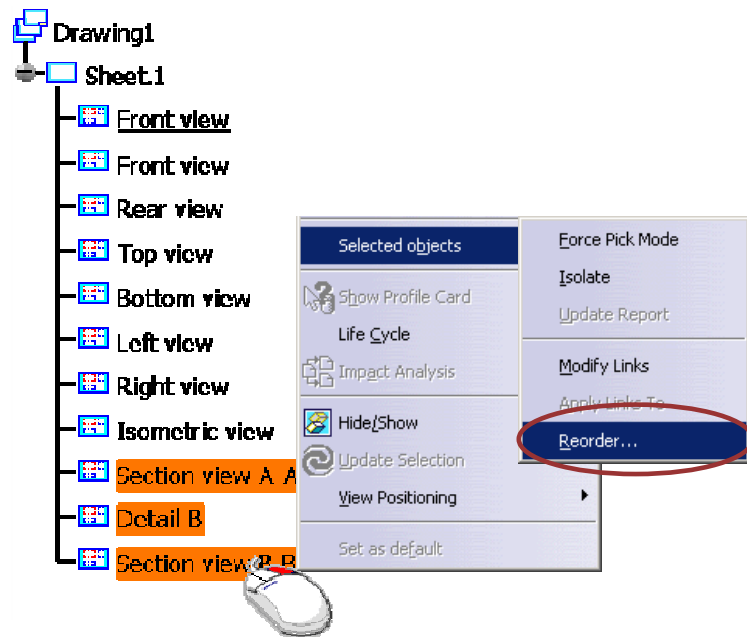 Drawing1
Sheet.1
Front view
Front view
Rear view
Top view
Bottom view
Left view
Right view
Isometric view
Section view A A
Detail B
Section view B B
Selected objects
Show Profile Card
Life Cycle
Impact Analysis
Hide/Show
Update Selection
View Positioning
Set as default
Force Pick Mode
Isolate
Update Report
Modify Links
Apply Links To
Reorder...